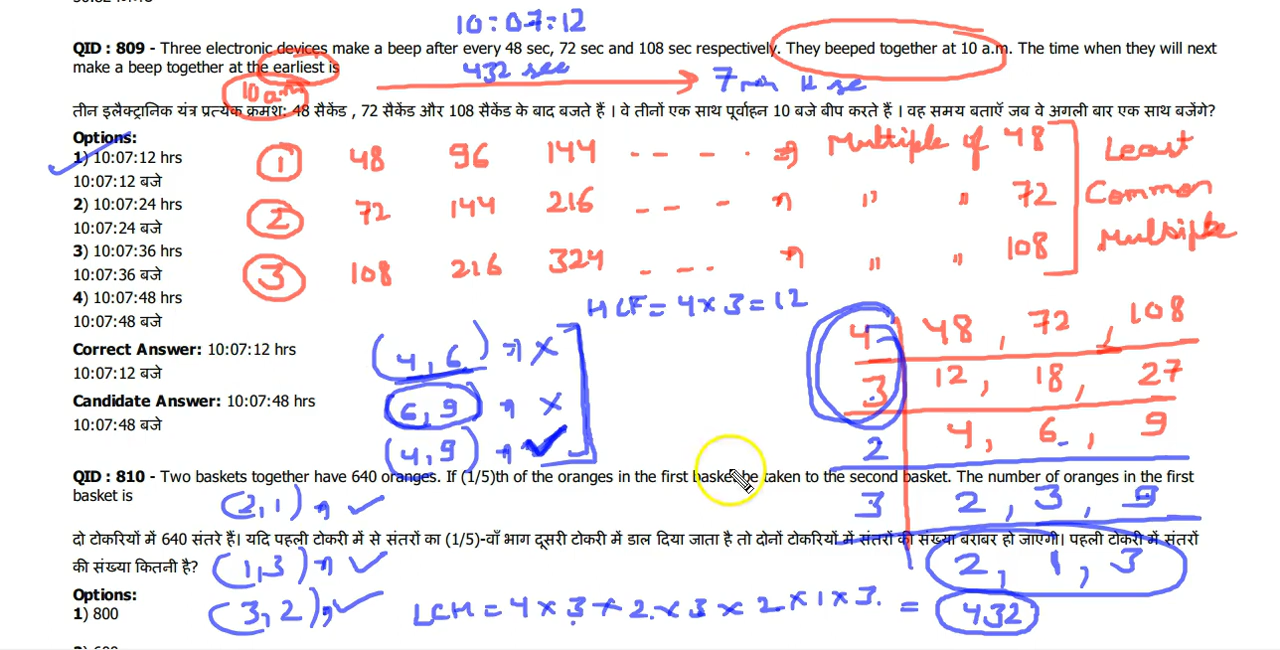 10:07:12
QID : 809 - Three electronic devices make a beep after every 48 sec, 72 sec and 108 sec respectively. They beeped together at 10 a.m. The time when they will next
make a beep together at the earliest is
432 sec
7 min 12 sec
10 a.m
तीन इलैक्ट्रानिक यंत्र प्रत्येक क्रमश: 48 सैकेंड , 72 सैकेंड और 108 सैकेंड के बाद बजते हैं । वे तीनों एक साथ पूर्वाहन 10 बजे बीप करते हैं । वह समय बताएँ जब वे अगली बार एक साथ बजेंगे?
Options:
1) 10:07:12 hrs
10:07:12 बजे
2) 10:07:24 hrs
10:07:24 बजे
3) 10:07:36 hrs
10:07:36 बजे
4) 10:07:48 hrs
10:07:48 बजे
Correct Answer: 10:07:12 hrs
10:07:12 बजे
Candidate Answer: 10:07:48 hrs
10:07:48 बजे
1 48 96 144 - - - - ⇒ Multiple of 48
2 72 144 216 - - - - " " " 72
3 108 216 324 - - - - " " " 108
Least
Common
Multiple
HCF = 4 × 3 = 12
(4,6) ⇒ ×
(6,9) ⇒ ×
(4,9) ⇒ ✓
4 48, 72, 108
3 12, 18, 27
2 4, 6, 9
3 2, 3, 9
2, 1, 3
QID : 810 - Two baskets together have 640 oranges. If (1/5)th of the oranges in the first basket be taken to the second basket. The number of oranges in the first
basket is
(2,1) ⇒ ✓
दो टोकरियों में 640 संतरे हैं। यदि पहली टोकरी में से संतरों का (1/5)-वाँ भाग दूसरी टोकरी में डाल दिया जाता है तो दोनों टोकरियों में संतरों की संख्या बराबर हो जाएगी। पहली टोकरी में संतरों
की संख्या कितनी है?
(1,3) ⇒ ✓
Options:
1) 800
(3,2) ⇒ ✓
LCM = 4 × 3 × 2 × 3 × 2 × 1 × 3 = 432